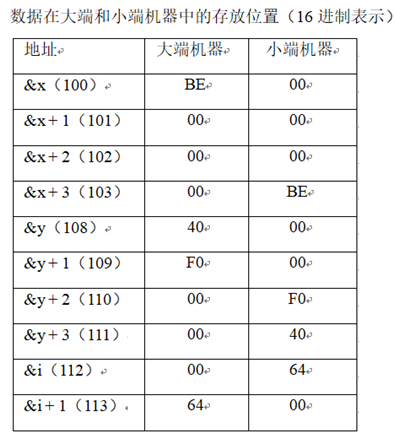 数据在大端和小端机器中的存放位置（16 进制表示）
地址 大端机器 小端机器
&x（100） BE 00
&x+1（101） 00 00
&x+2（102） 00 00
&x+3（103） 00 BE
&y（108） 40 00
&y+1（109） F0 00
&y+2（110） 00 F0
&y+3（111） 00 40
&i（112） 00 64
&i+1（113） 64 00